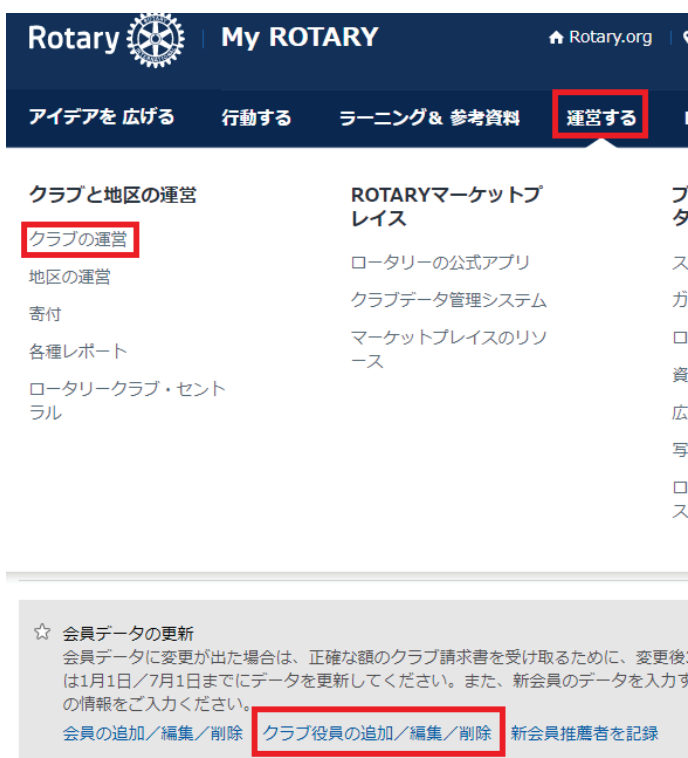 Rotary
My ROTARY
Rotary.org
アイデアを 広げる
行動する
ラーニング& 参考資料
運営する
クラブと地区の運営
クラブの運営
地区の運営
寄付
各種レポート
ロータリークラブ・セント
ラル
ROTARYマーケットプ
レイス
ロータリーの公式アプリ
クラブデータ管理システム
マーケットプレイスのリソ
ース
ブ
タ
ス
ガ
ロ
資
広
写
ロ
ス
会員データの更新
会員データに変更が出た場合は、正確な額のクラブ請求書を受け取るために、変更後
は1月1日/7月1日までにデータを更新してください。また、新会員のデータを入力す
の情報をご入力ください。
会員の追加/編集/削除
クラブ役員の追加/編集/削除
新会員推薦者を記録